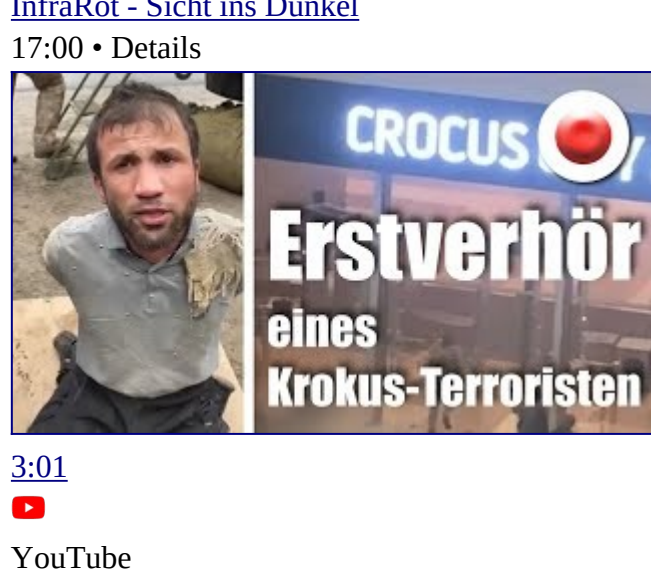 InfraRot - Sicht ins Dunkel
17:00 • Details
CROCUS
Erstverhör
eines
Krokus-Terroristen
3:01
YouTube